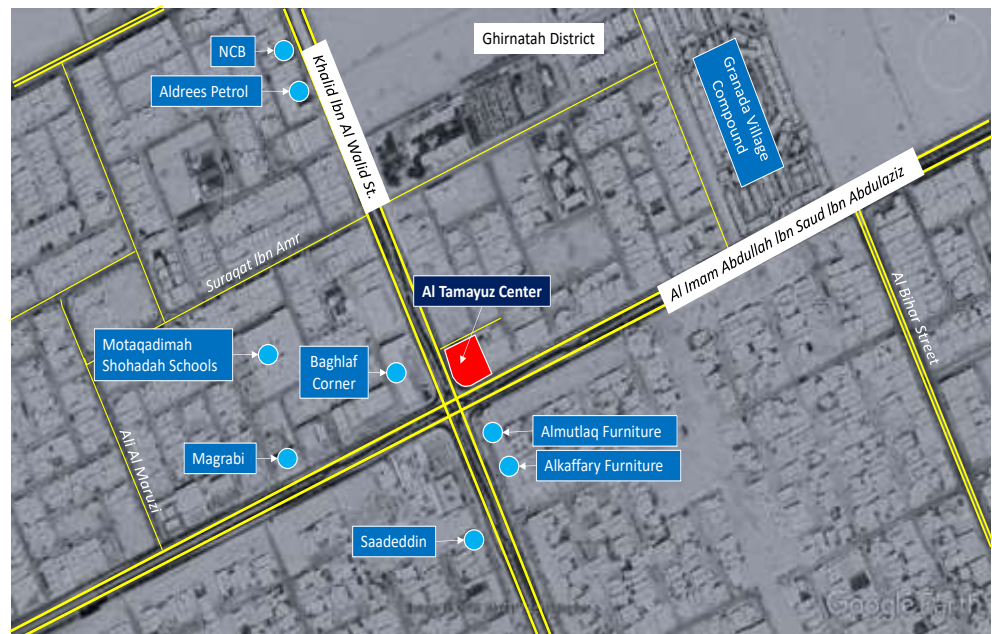 NCB
Ghirnatah District
Aldrees Petrol
Khalid Ibn Al Walid St.
Granada Village
Compound
Al Imam Abdullah Ibn Saud Ibn Abdulaziz
Suraqat Ibn Amr
Al Tamayuz Center
Al Bihar Street
Motaqadimah
Shohadah Schools
Baghlaf
Corner
Ali Al Maruzi
Almutlaq Furniture
Magrabi
Alkaffary Furniture
Saadeddin
Google Earth